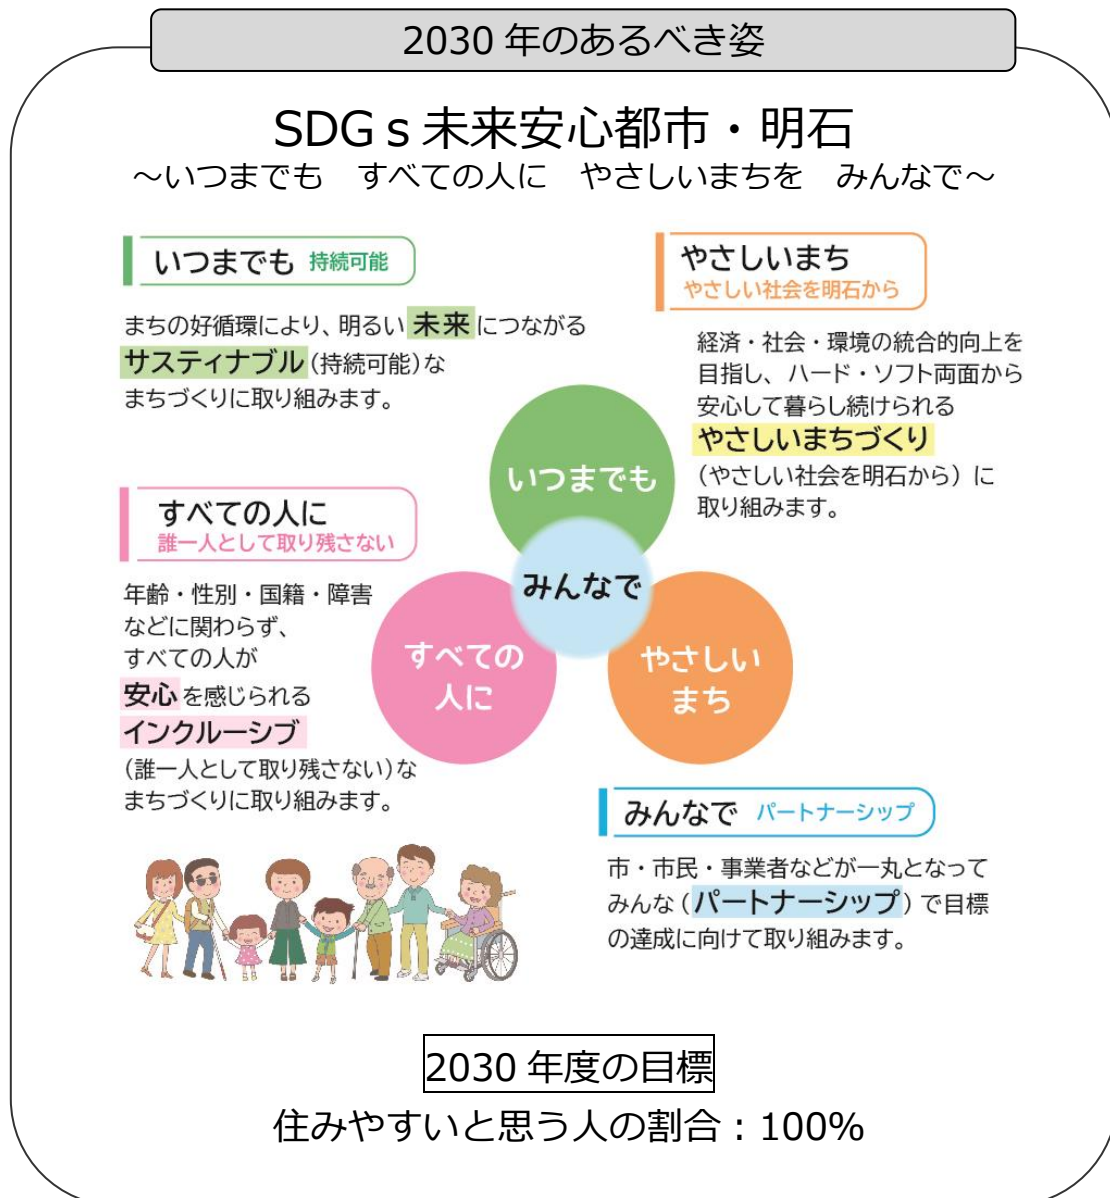 2030 年のあるべき姿
SDGｓ未来安心都市・明石
～いつまでも　すべての人に　やさしいまちを　みんなで～
いつまでも 持続可能
まちの好循環により、明るい 未来 につながる
サスティナブル (持続可能) な
まちづくりに取り組みます。
やさしいまち
やさしい社会を明石から
経済・社会・環境の統合的向上を
目指し、ハード・ソフト両面から
安心して暮らし続けられる
やさしいまちづくり
（やさしい社会を明石から）に
取り組みます。
すべての人に
誰一人として取り残さない
年齢・性別・国籍・障害
などに関わらず、
すべての人が
安心 を感じられる
インクルーシブ
(誰一人として取り残さない) な
まちづくりに取り組みます。
いつまでも
みんなで
すべての
人に
やさしい
まち
みんなで パートナーシップ
市・市民・事業者などが一丸となって
みんな ( パートナーシップ ) で目標
の達成に向けて取り組みます。
2030 年度の目標
住みやすいと思う人の割合：100%